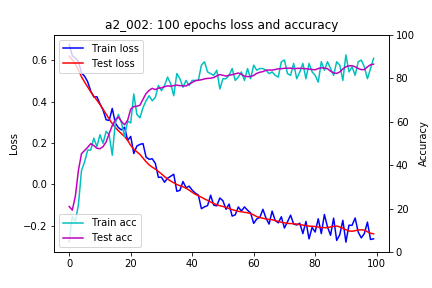 a2_002: 100 epochs loss and accuracy
Train loss
Test loss
Train acc
Test acc
Loss
0.6
0.4
0.2
0.0
−0.2
Accuracy
100
80
60
40
20
0
0 20 40 60 80 100